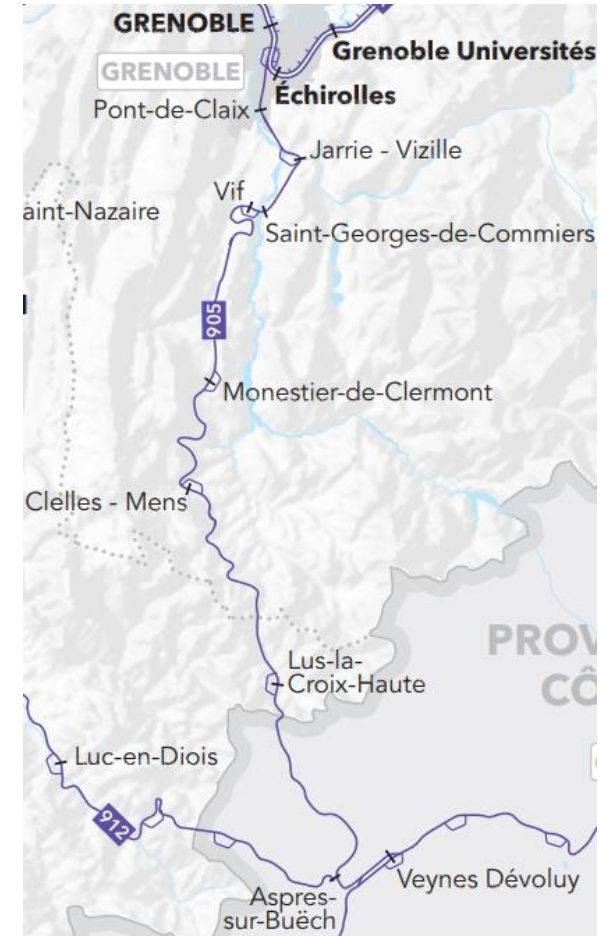 GRENOBLE
Grenoble Universités
GRENOBLE
Échirolles
Pont-de-Claix
Jarrie - Vizille
Vif
aint-Nazaire
Saint-Georges-de-Commiers
905
Monestier-de-Clermont
Clelles - Mens
PROV
CÔ
Lus-la-
Croix-Haute
Luc-en-Diois
912
Veynes Dévoluy
Aspres-
sur-Buëch